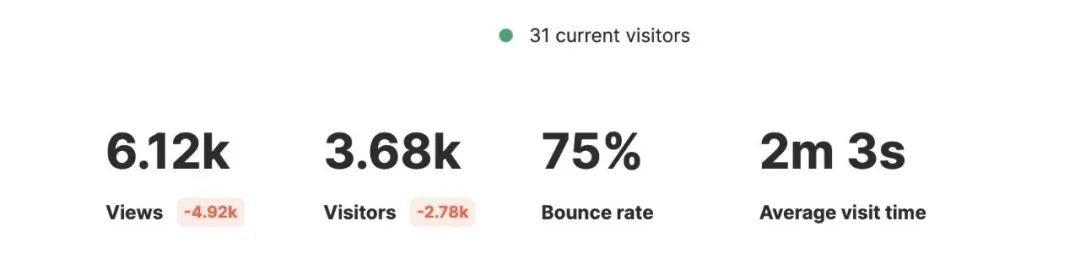 31 current visitors
6.12k 3.68k 75% 2m 3s
Views -4.92k Visitors -2.78k Bounce rate Average visit time